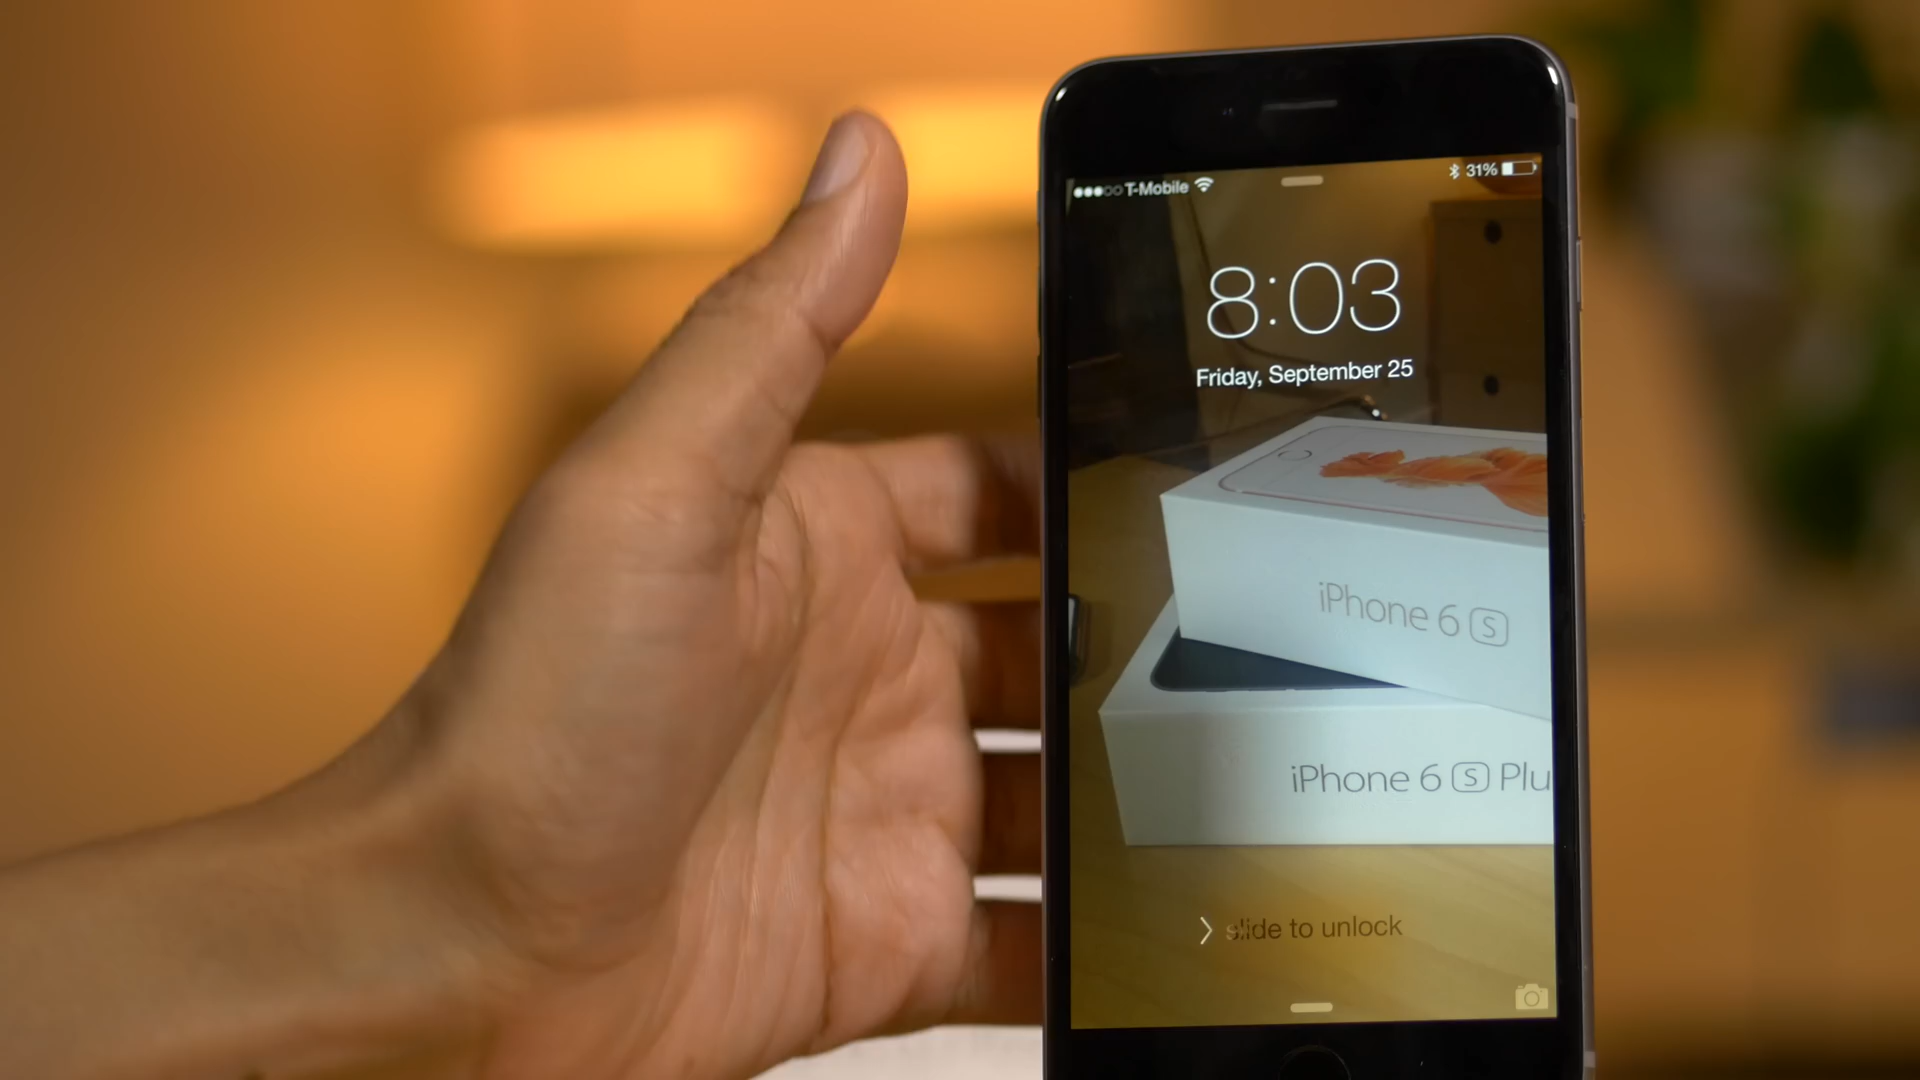 T-Mobile 31%
8:03
Friday, September 25
iPhone 6 S
iPhone 6 S Plu
slide to unlock